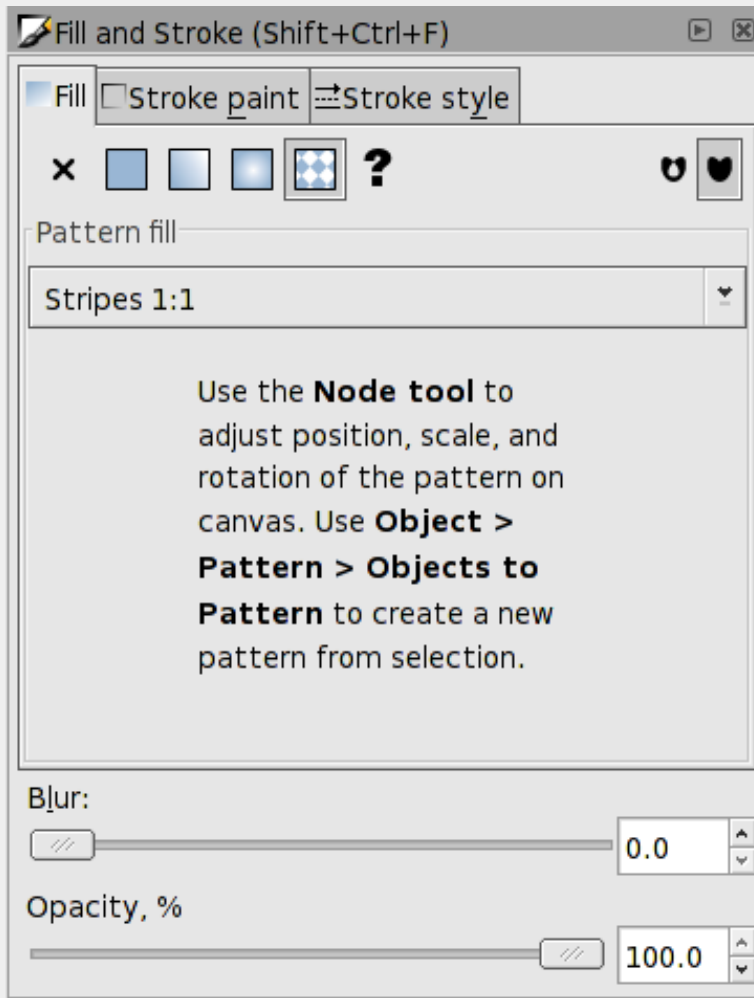 Fill and Stroke (Shift+Ctrl+F)
Fill Stroke paint Stroke style
?
Pattern fill
Stripes 1:1
Use the Node tool to
adjust position, scale, and
rotation of the pattern on
canvas. Use Object >
Pattern > Objects to
Pattern to create a new
pattern from selection.
Blur:
0.0
Opacity, %
100.0